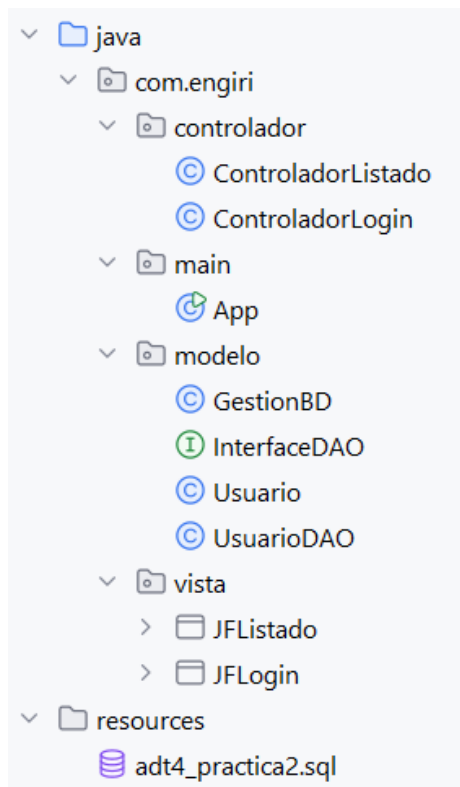 java
com.engiri
controlador
ControladorListado
ControladorLogin
main
App
modelo
GestionBD
InterfaceDAO
Usuario
UsuarioDAO
vista
JFListado
JFLogin
resources
adt4_practica2.sql